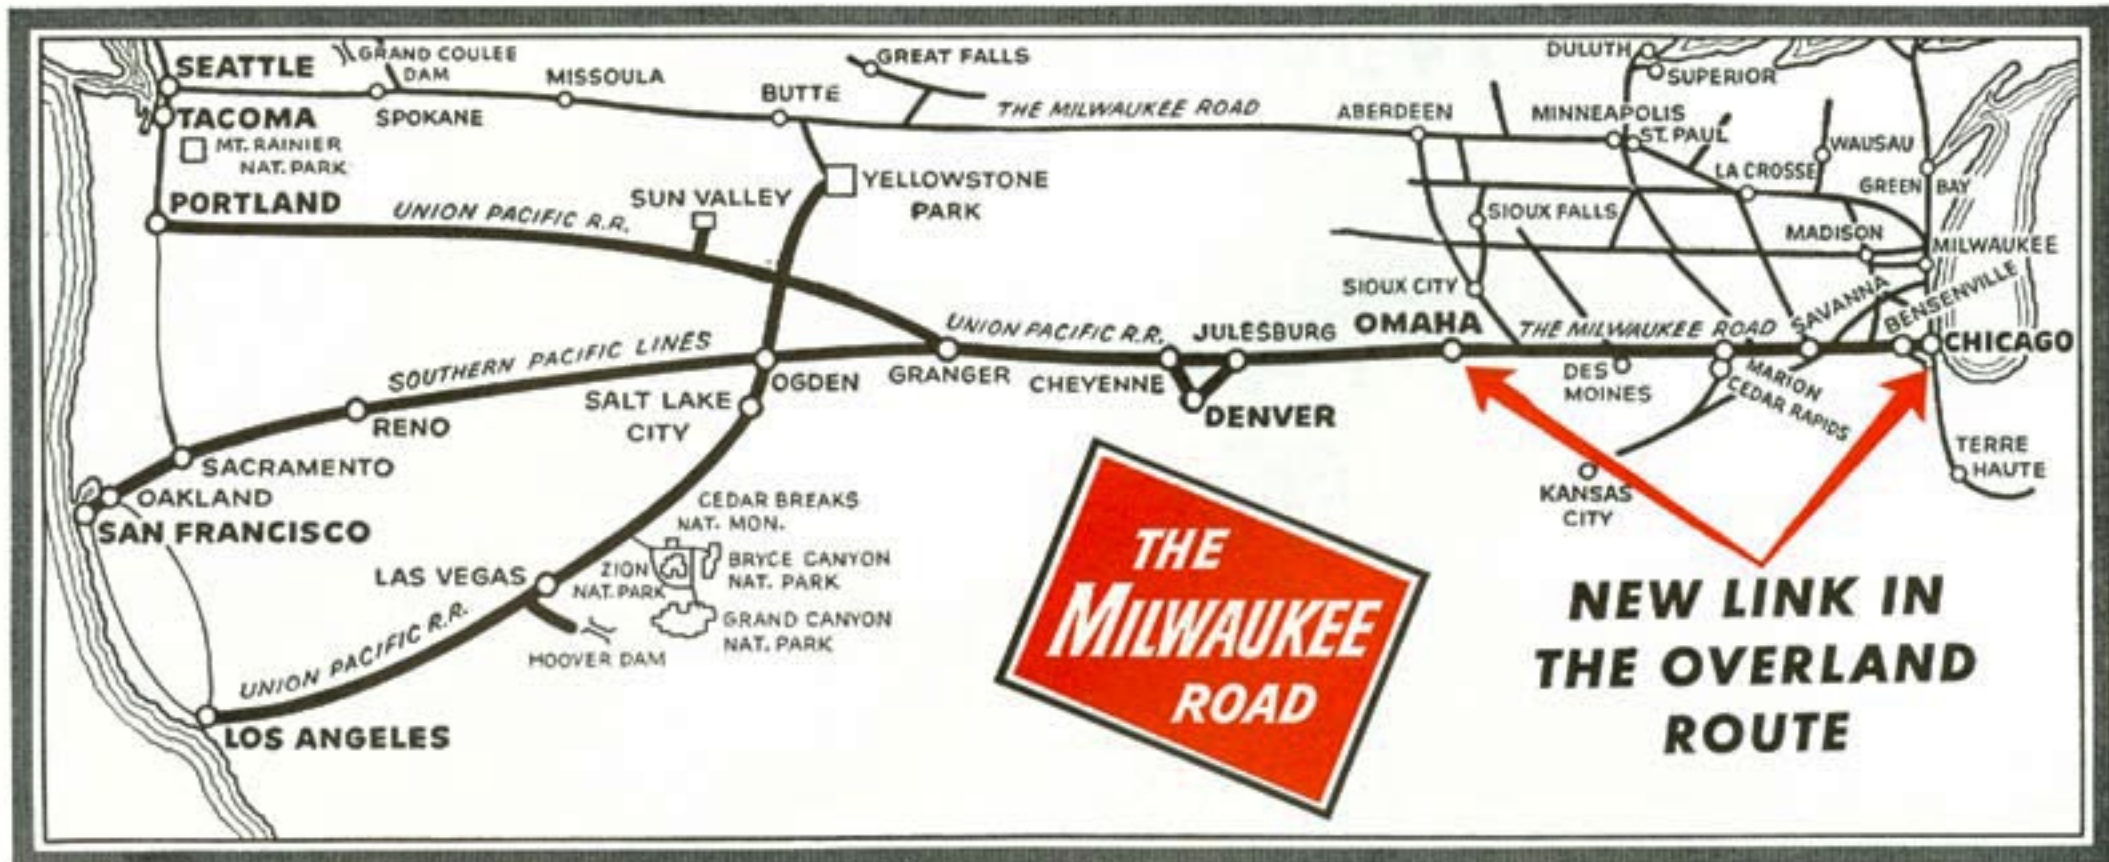 SEATTLE
GRAND COULEE
DAM
MISSOULA
BUTTE
GREAT FALLS
DULUTH
SUPERIOR
TACOMA
SPOKANE
THE MILWAUKEE ROAD
ABERDEEN
MINNEAPOLIS
ST. PAUL
WAUSAU
MT. RAINIER
NAT. PARK
LA CROSSE
GREEN BAY
PORTLAND
UNION PACIFIC R.R.
SUN VALLEY
YELLOWSTONE
PARK
SIOUX FALLS
MADISON
MILWAUKEE
SIOUX CITY
SAVANNA
BENSENVILLE
SOUTHERN PACIFIC LINES
UNION PACIFIC R.R.
JULESBURG
OMAHA
THE MILWAUKEE ROAD
CHICAGO
OGDEN
GRANGER
CHEYENNE
DES
MOINES
MARION
CEDAR RAPIDS
SALT LAKE
CITY
DENVER
RENO
SACRAMENTO
OAKLAND
SAN FRANCISCO
KANSAS
CITY
TERRE
HAUTE
CEDAR BREAKS
NAT. MON.
LAS VEGAS
ZION
NAT. PARK
BRYCE CANYON
NAT. PARK
GRAND CANYON
NAT. PARK
HOOVER DAM
UNION PACIFIC R.R.
LOS ANGELES
THE
MILWAUKEE
ROAD
NEW LINK IN
THE OVERLAND
ROUTE